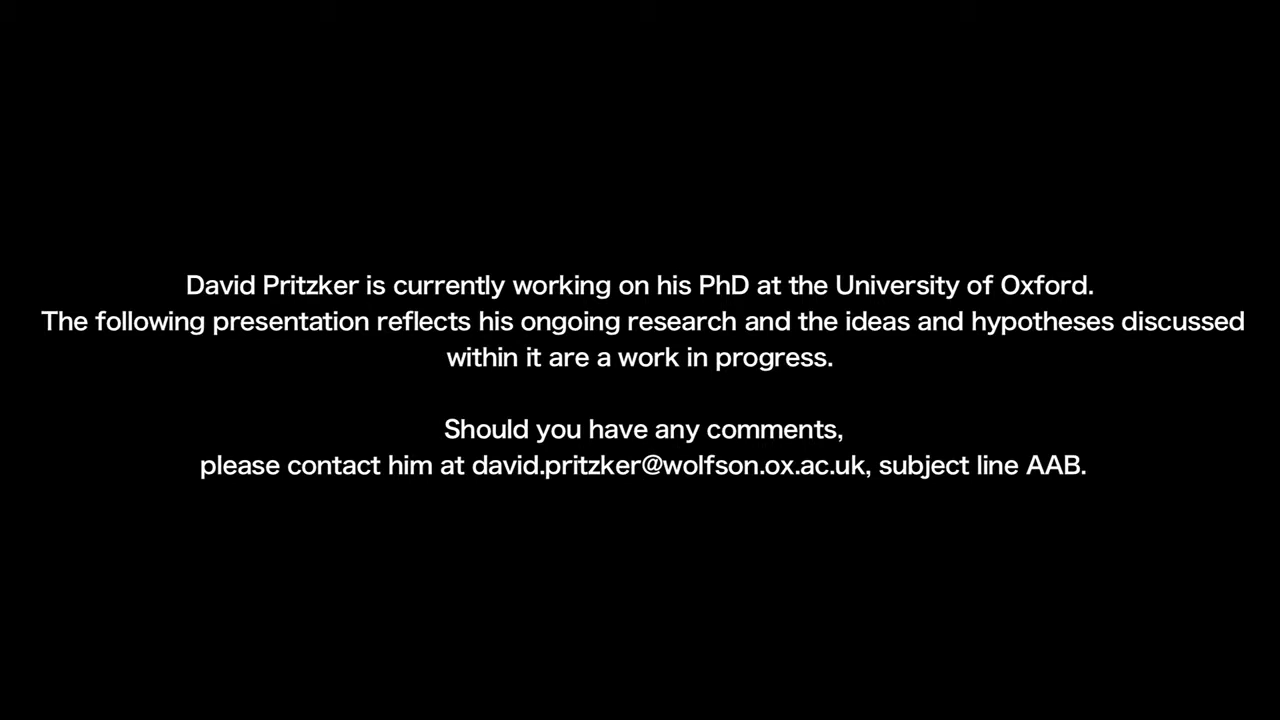 David Pritzker is currently working on his PhD at the University of Oxford.
The following presentation reflects his ongoing research and the ideas and hypotheses discussed
within it are a work in progress.
Should you have any comments,
please contact him at david.pritzker@wolfson.ox.ac.uk, subject line AAB.